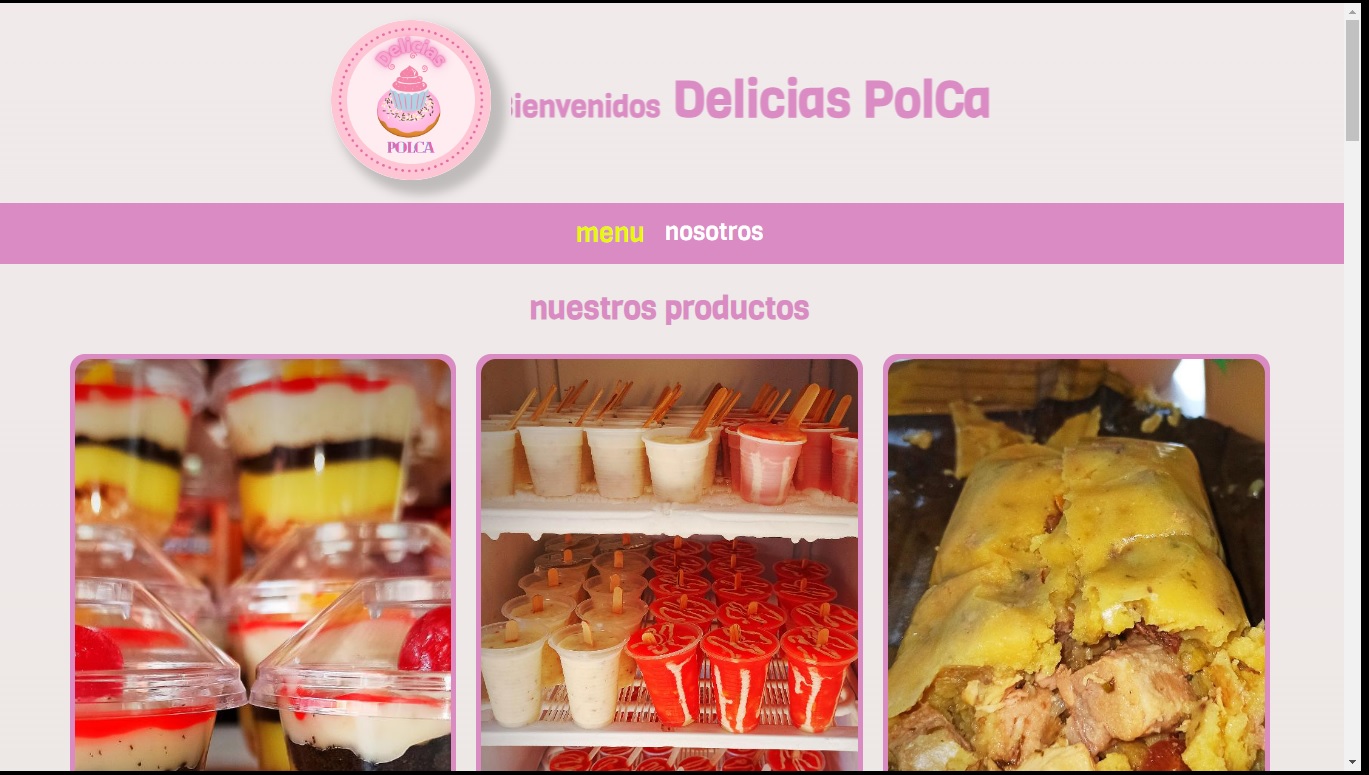 Delicias
POLCA
Bienvenidos Delicias PolCa
menu nosotros
nuestros productos